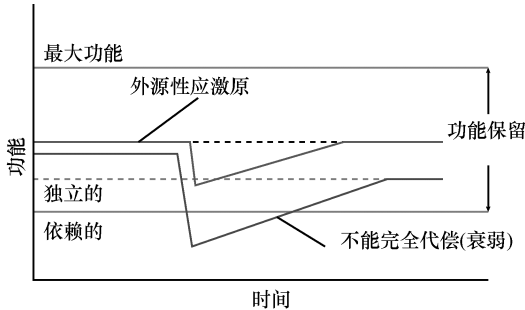 最大功能
外源性应激原
功能保留
功能
独立的
依赖的
不能完全代偿(衰弱)
时间